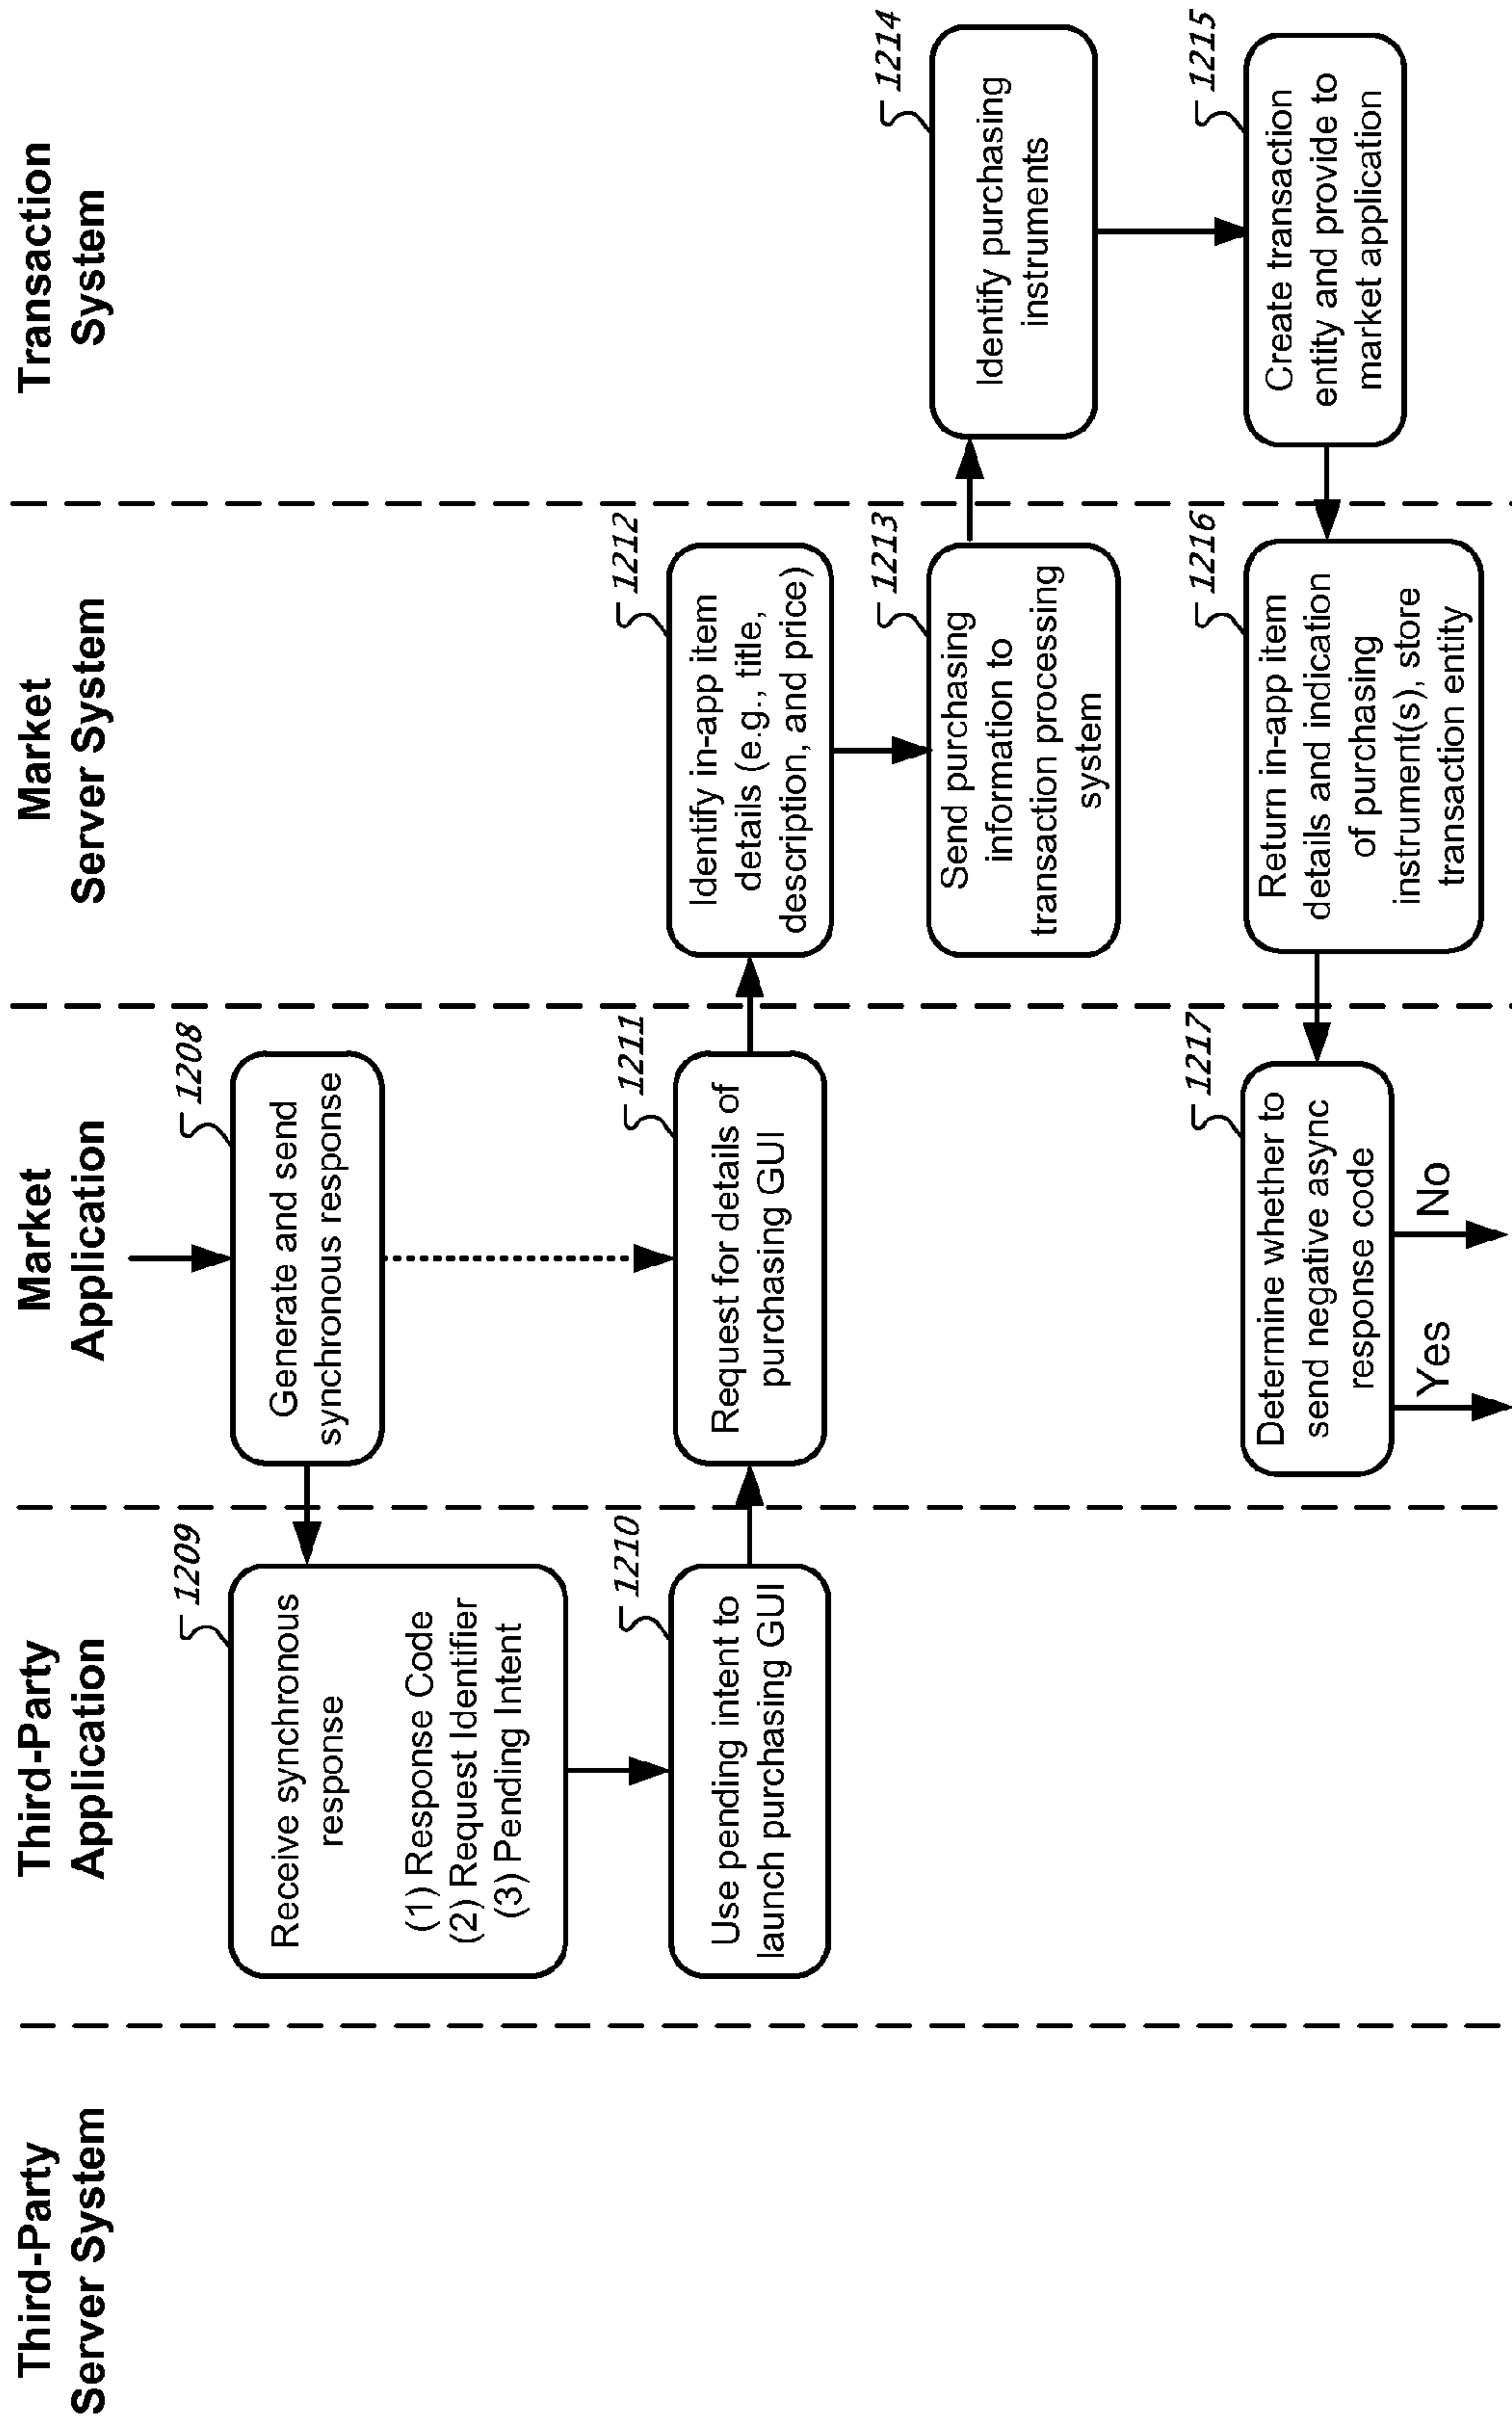 Third-Party
Server System
Third-Party
Application
Market
Application
Market
Server System
Transaction
System
1208
Generate and send
synchronous response
1209
Receive synchronous
response
(1) Response Code
(2) Request Identifier
(3) Pending Intent
1210
Use pending intent to
launch purchasing GUI
1211
Request for details of
purchasing GUI
1212
Identify in-app item
details (e.g., title,
description, and price)
1213
Send purchasing
information to
transaction processing
system
1214
Identify purchasing
instruments
1215
Create transaction
entity and provide to
market application
1216
Return in-app item
details and indication
of purchasing
instrument(s), store
transaction entity
1217
Determine whether to
send negative async
response code
Yes
No